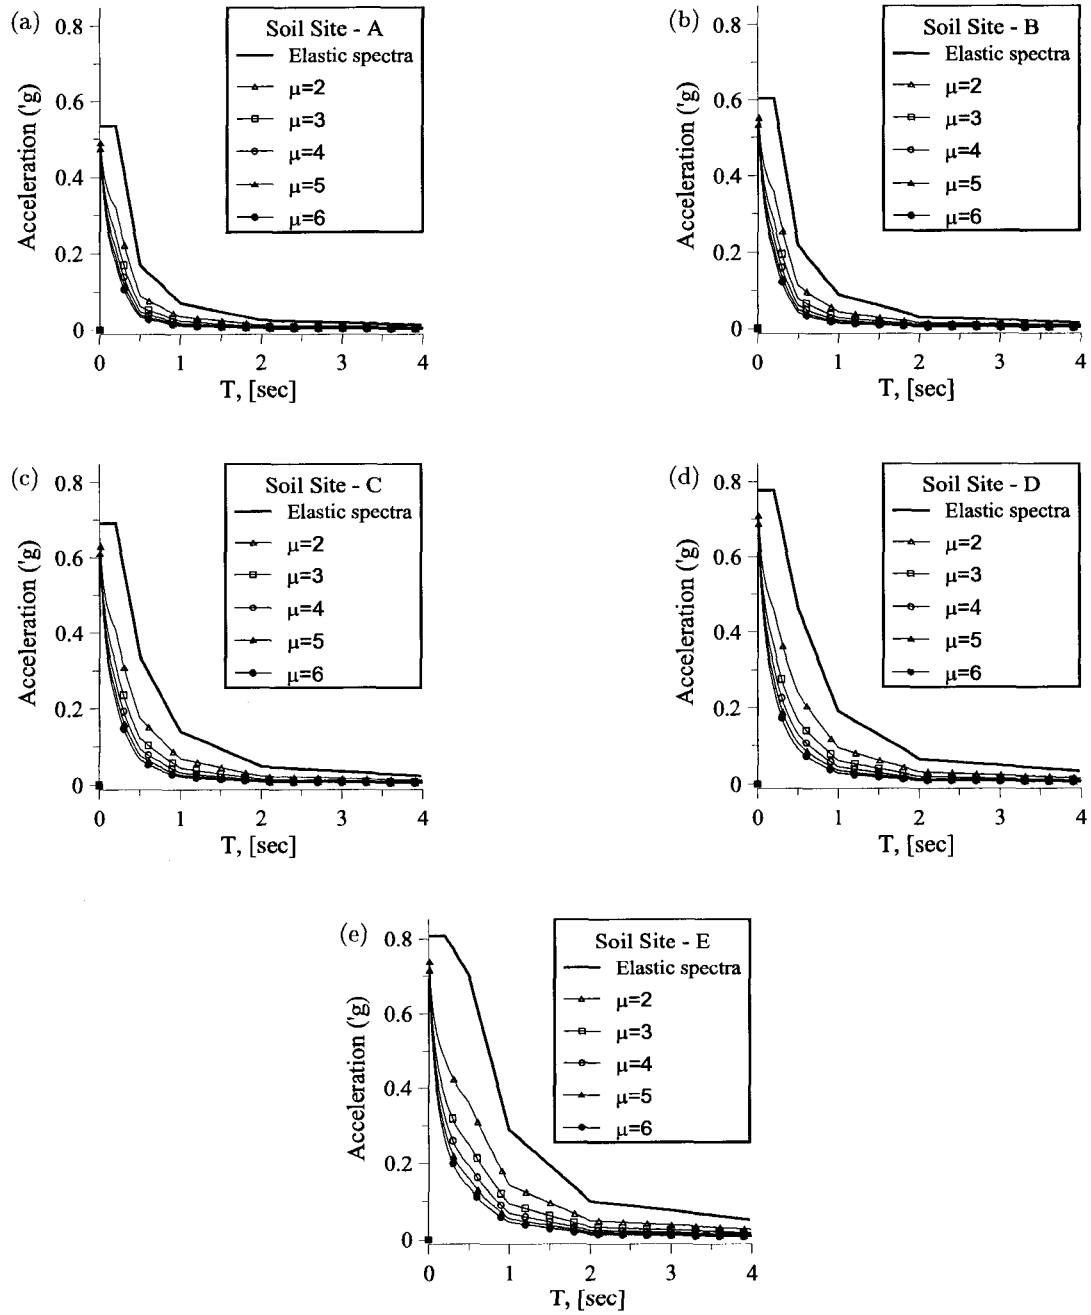 (a)
Soil Site - A
Elastic spectra
μ=2
μ=3
μ=4
μ=5
μ=6
Acceleration ('g)
0.8
0.6
0.4
0.2
0
0 1 2 3 4
T, [sec]
(b)
Soil Site - B
Elastic spectra
μ=2
μ=3
μ=4
μ=5
μ=6
Acceleration ('g)
0.8
0.6
0.4
0.2
0
0 1 2 3 4
T, [sec]
(c)
Soil Site - C
Elastic spectra
μ=2
μ=3
μ=4
μ=5
μ=6
Acceleration ('g)
0.8
0.6
0.4
0.2
0
0 1 2 3 4
T, [sec]
(d)
Soil Site - D
Elastic spectra
μ=2
μ=3
μ=4
μ=5
μ=6
Acceleration ('g)
0.8
0.6
0.4
0.2
0
0 1 2 3 4
T, [sec]
(e)
Soil Site - E
Elastic spectra
μ=2
μ=3
μ=4
μ=5
μ=6
Acceleration ('g)
0.8
0.6
0.4
0.2
0
0 1 2 3 4
T, [sec]